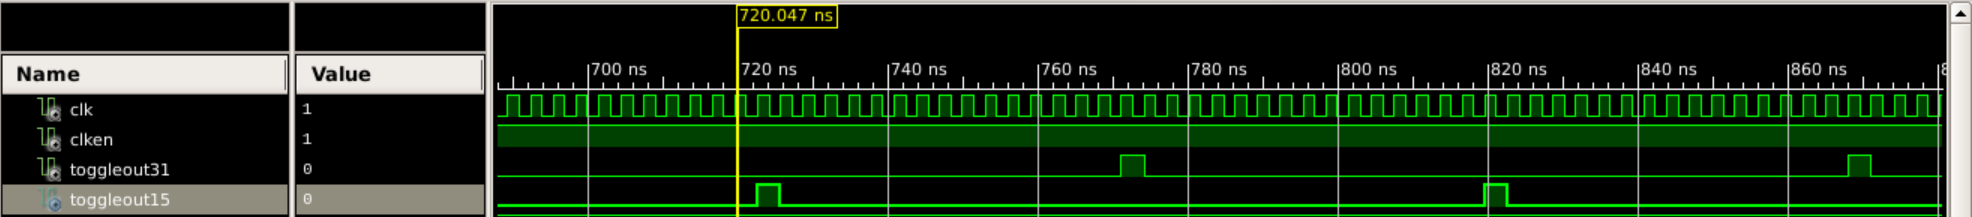 720.047 ns
Name
Value
700 ns
720 ns
740 ns
760 ns
780 ns
800 ns
820 ns
840 ns
860 ns
clk
1
clken
1
toggleout31
0
toggleout15
0